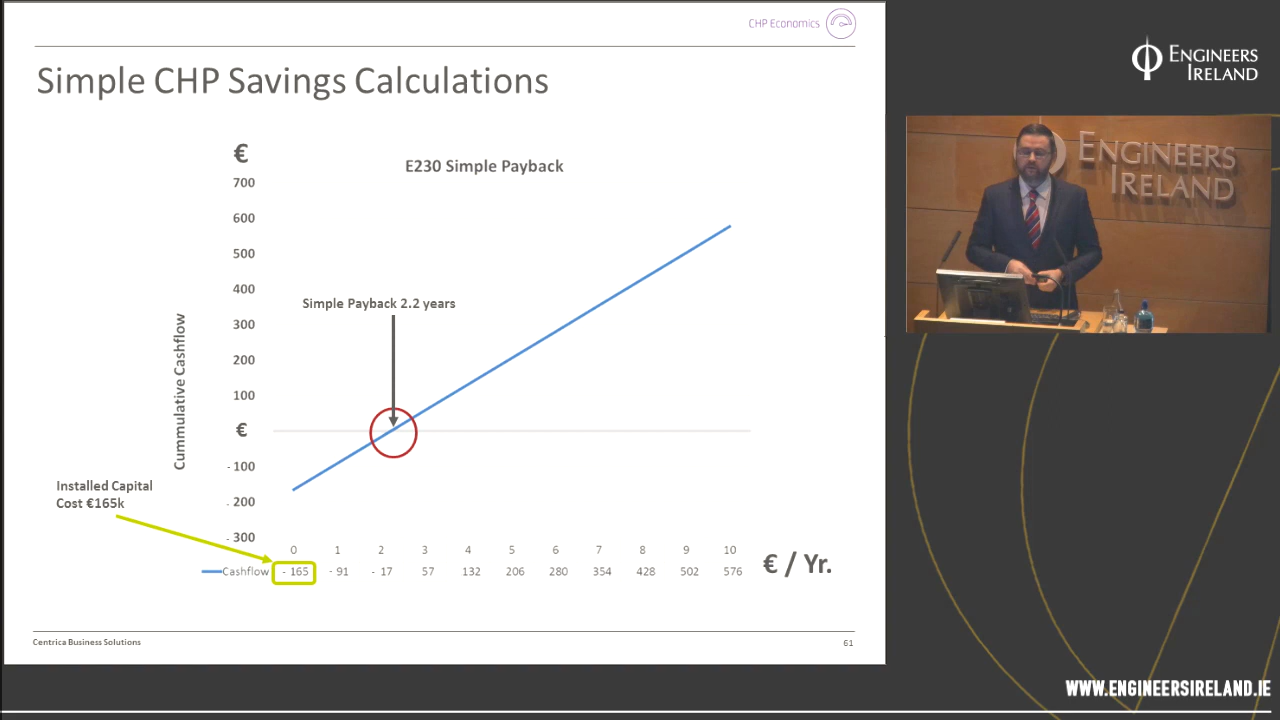 CHP Economics
Simple CHP Savings Calculations
€
E230 Simple Payback
700
600
500
400
300
200
100
€
- 100
- 200
- 300
Cummulative Cashflow
Simple Payback 2.2 years
Installed Capital
Cost €165k
0 1 2 3 4 5 6 7 8 9 10
Cashflow - 165 - 91 - 17 57 132 206 280 354 428 502 576
€ / Yr.
Centrica Business Solutions
61
ENGINEERS
IRELAND
ENGINEERS
IRELAND
WWW.ENGINEERSIRELAND.IE